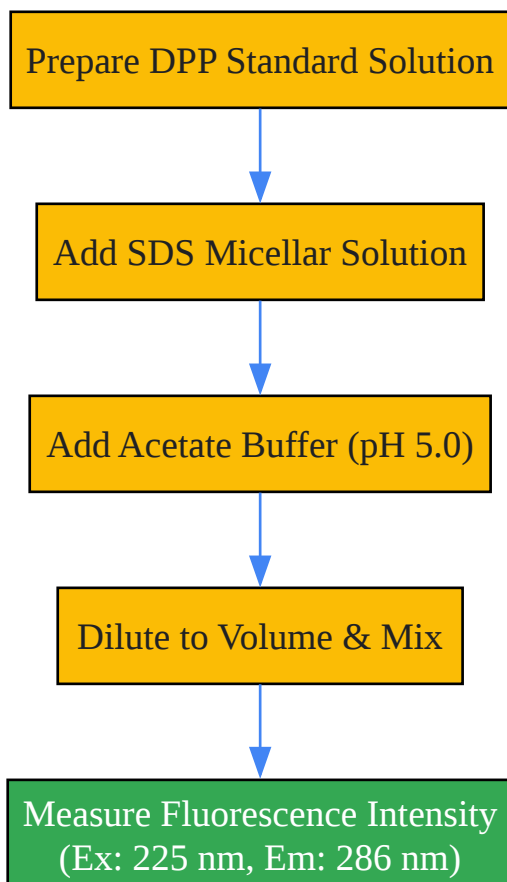 Prepare DPP Standard Solution
Add SDS Micellar Solution
Add Acetate Buffer (pH 5.0)
Dilute to Volume & Mix
Measure Fluorescence Intensity
(Ex: 225 nm, Em: 286 nm)